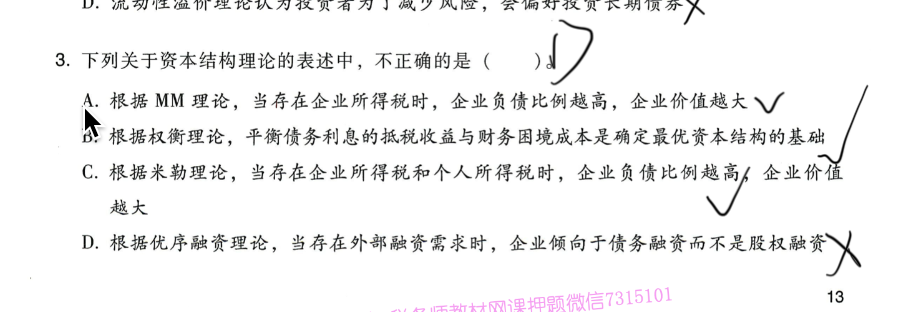 D. 流动性溢价理论认为投资者为了减少风险，会偏好投资长期债券
3. 下列关于资本结构理论的表述中，不正确的是（　　）。D
A. 根据 MM 理论，当存在企业所得税时，企业负债比例越高，企业价值越大
B. 根据权衡理论，平衡债务利息的抵税收益与财务困境成本是确定最优资本结构的基础
C. 根据米勒理论，当存在企业所得税和个人所得税时，企业负债比例越高，企业价值
越大
D. 根据优序融资理论，当存在外部融资需求时，企业倾向于债务融资而不是股权融资
13
税务师教材网课押题微信7315101